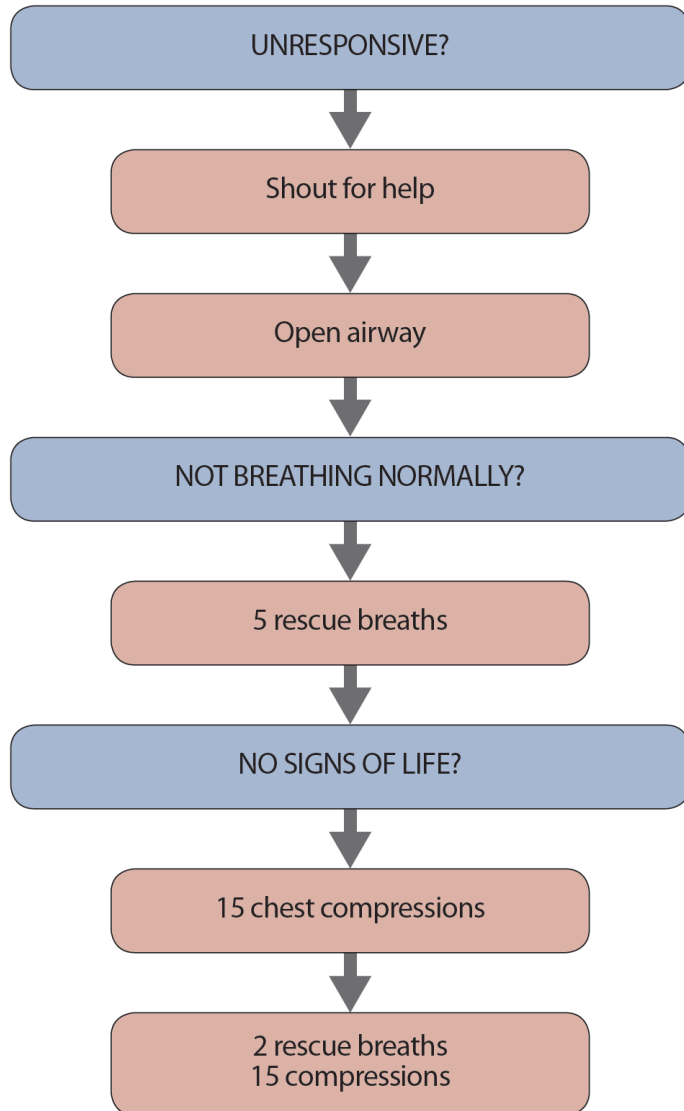 UNRESPONSIVE?
Shout for help
Open airway
NOT BREATHING NORMALLY?
5 rescue breaths
NO SIGNS OF LIFE?
15 chest compressions
2 rescue breaths
15 compressions